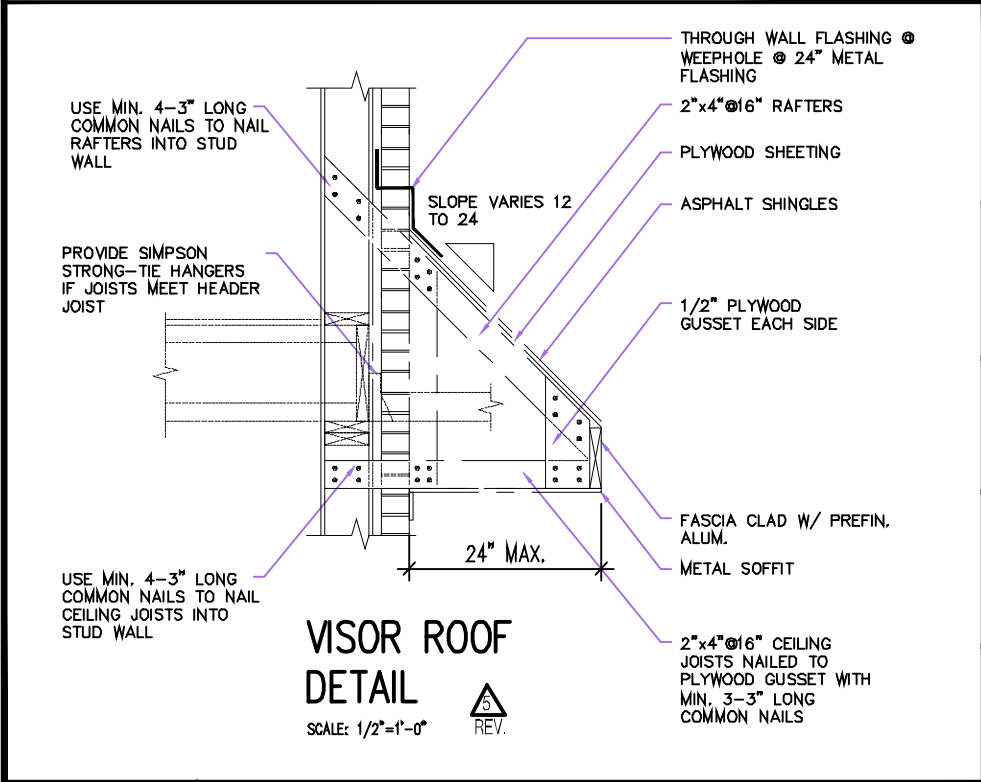 THROUGH WALL FLASHING @
WEEPHOLE @ 24" METAL
FLASHING
USE MIN. 4-3" LONG
COMMON NAILS TO NAIL
RAFTERS INTO STUD
WALL
2"x4"@16" RAFTERS
PLYWOOD SHEETING
SLOPE VARIES 12
TO 24
ASPHALT SHINGLES
PROVIDE SIMPSON
STRONG-TIE HANGERS
IF JOISTS MEET HEADER
JOIST
1/2" PLYWOOD
GUSSET EACH SIDE
FASCIA CLAD W/ PREFIN.
ALUM.
24" MAX.
METAL SOFFIT
USE MIN. 4-3" LONG
COMMON NAILS TO NAIL
CEILING JOISTS INTO
STUD WALL
2"x4"@16" CEILING
JOISTS NAILED TO
PLYWOOD GUSSET WITH
MIN. 3-3" LONG
COMMON NAILS
VISOR ROOF
DETAIL
SCALE: 1/2"=1'-0"
5
REV.